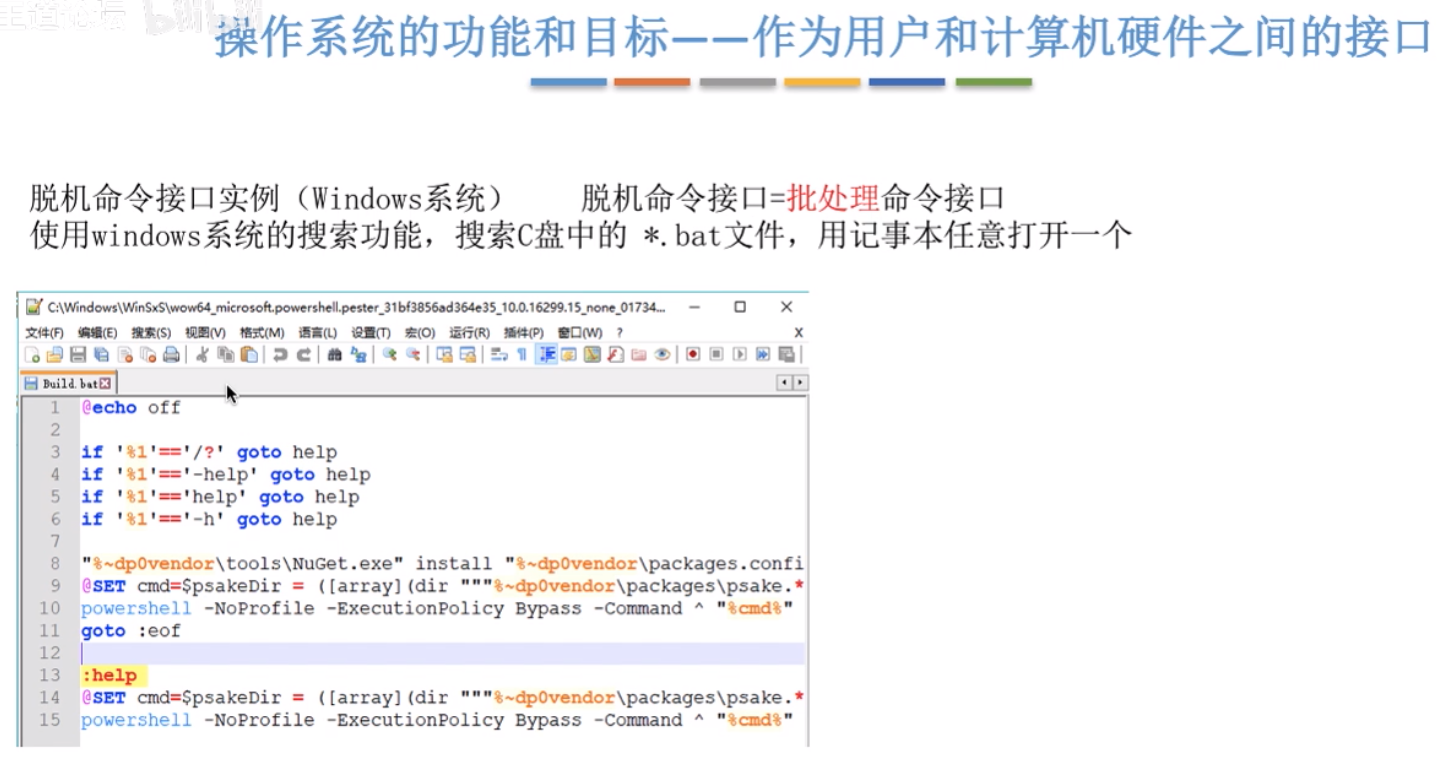 操作系统的功能和目标——作为用户和计算机硬件之间的接口
脱机命令接口实例（Windows系统） 脱机命令接口=批处理命令接口
使用windows系统的搜索功能，搜索C盘中的 *.bat文件，用记事本任意打开一个
C:\Windows\WinSxS\wow64_microsoft.powershell.pester_31bf3856ad364e35_10.0.16299.15_none_01734...
文件(F) 编辑(E) 搜索(S) 视图(V) 格式(M) 语言(L) 设置(T) 宏(O) 运行(R) 插件(P) 窗口(W) ? X
Build.bat
1 @echo off
2
3 if '%1'=='/?' goto help
4 if '%1'=='-help' goto help
5 if '%1'=='help' goto help
6 if '%1'=='-h' goto help
7
8 "%~dp0vendor\tools\NuGet.exe" install "%~dp0vendor\packages.confi
9 @SET cmd=$psakeDir = ([array](dir """%~dp0vendor\packages\psake.*
10 powershell -NoProfile -ExecutionPolicy Bypass -Command ^ "%cmd%"
11 goto :eof
12
13 :help
14 @SET cmd=$psakeDir = ([array](dir """%~dp0vendor\packages\psake.*
15 powershell -NoProfile -ExecutionPolicy Bypass -Command ^ "%cmd%"